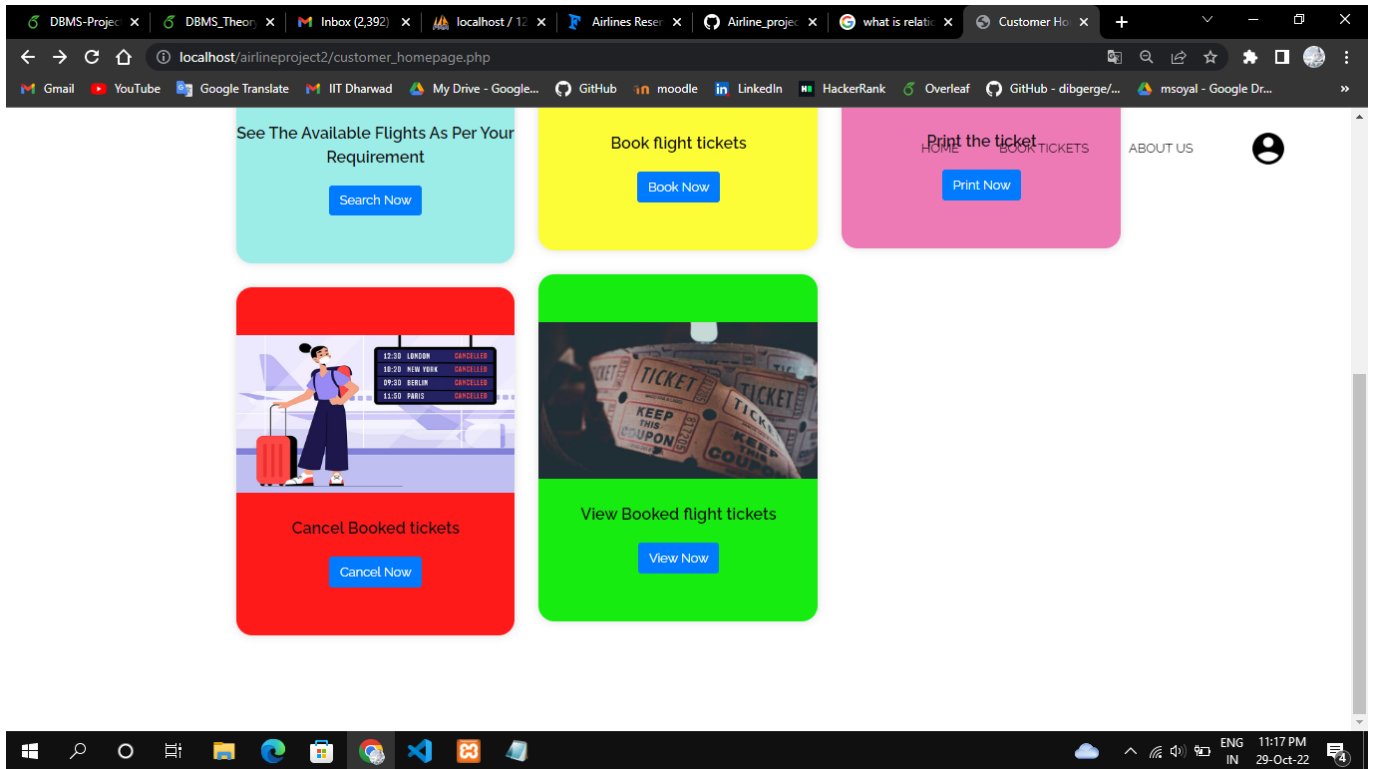 DBMS-Projec
DBMS_Theory
Inbox (2,392)
localhost / 12
Airlines Reser
Airline_projec
what is relatio
Customer Ho
localhost/airlineproject2/customer_homepage.php
Gmail
YouTube
Google Translate
IIT Dharwad
My Drive - Google...
GitHub
moodle
LinkedIn
HackerRank
Overleaf
GitHub - dibgerge/...
msoyal - Google Dr...
»
HOME
BOOK TICKETS
ABOUT US
See The Available Flights As Per Your
Requirement
Search Now
Book flight tickets
Book Now
Print the ticket
Print Now
12:30 LONDON CANCELLED
10:20 NEW YORK CANCELLED
09:30 BERLIN CANCELLED
11:50 PARIS CANCELLED
Cancel Booked tickets
Cancel Now
TICKET
TICKET
KEEP
THIS
COUPON
KEEP
View Booked flight tickets
View Now
ENG
IN
11:17 PM
29-Oct-22
4